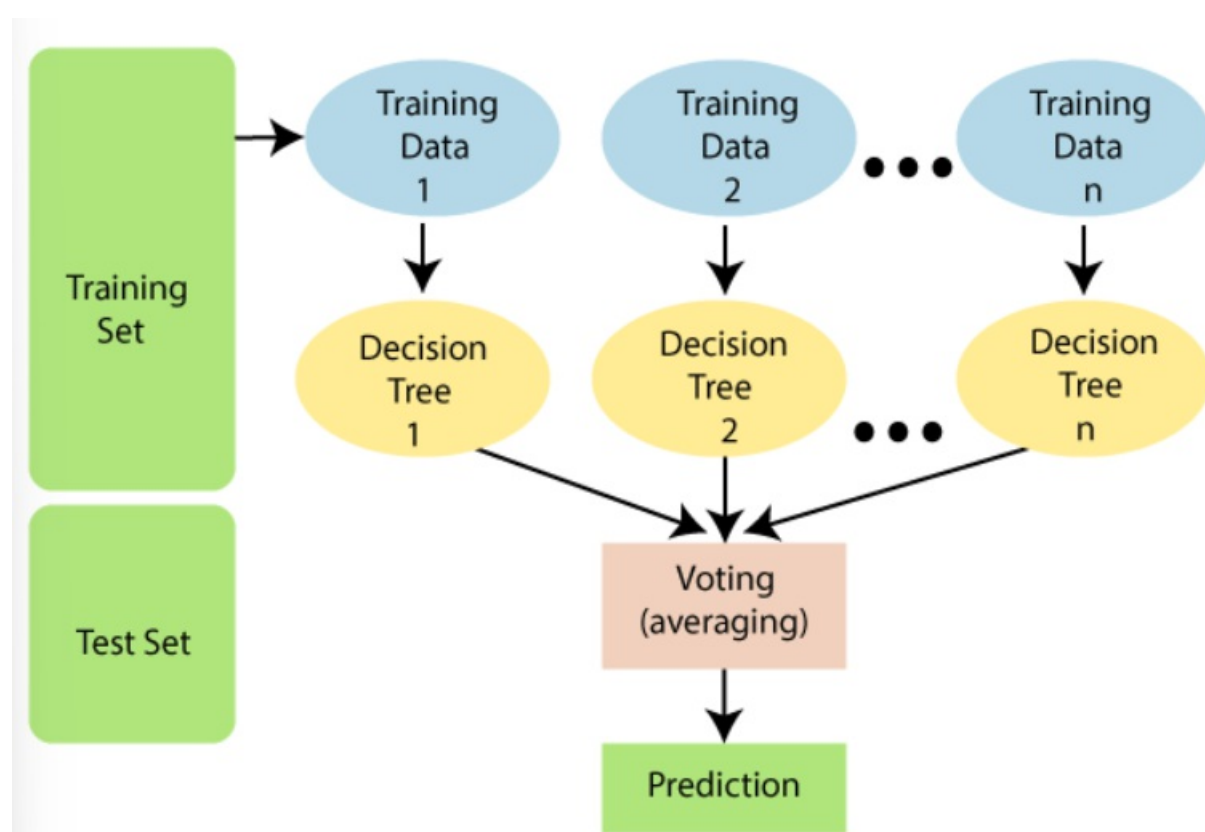 Training
Set
Test Set
Training
Data
1
Training
Data
2
Training
Data
n
Decision
Tree
1
Decision
Tree
2
Decision
Tree
n
Voting
(averaging)
Prediction